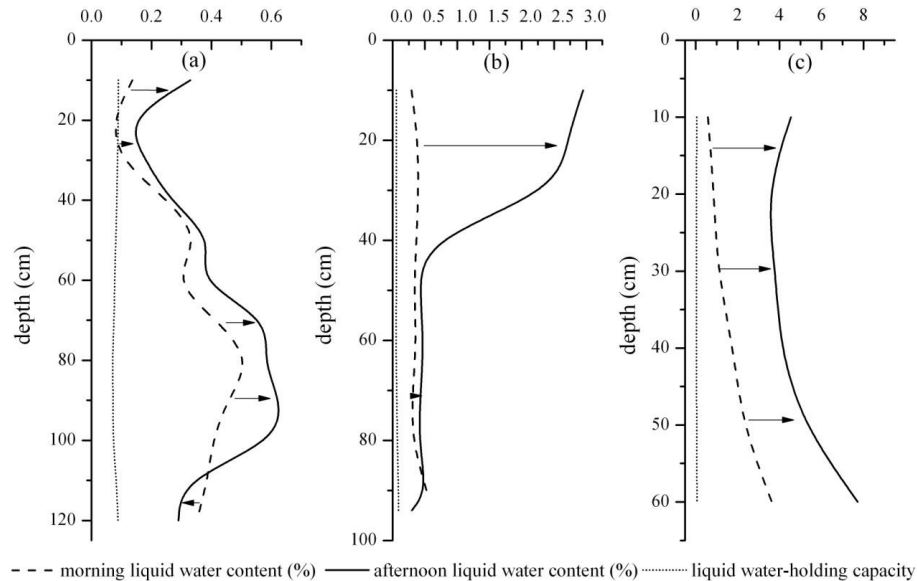 0.0 0.2 0.4 0.6
0
20
40
60
80
100
120
depth (cm)
(a)
0.0 0.5 1.0 1.5 2.0 2.5 3.0
0
20
40
60
80
100
depth (cm)
(b)
0 2 4 6 8
0
10
20
30
40
50
60
depth (cm)
(c)
morning liquid water content (%) afternoon liquid water content (%) liquid water-holding capacity